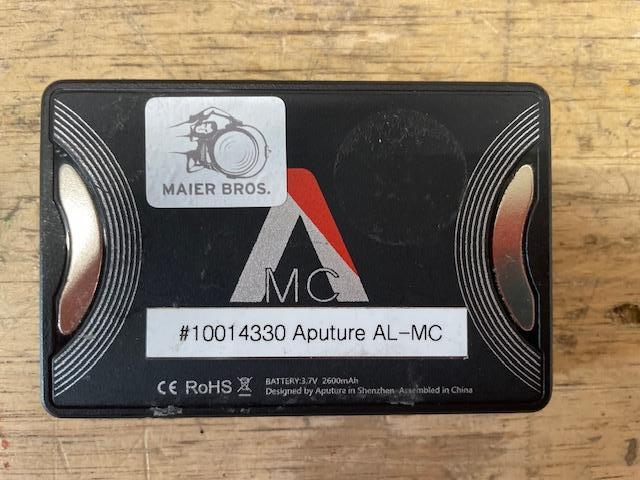 MAIER BROS.
MC
#10014330 Aputure AL-MC
CE RoHS
BATTERY:3.7V 2600mAh
Designed by Aputure in Shenzhen Assembled in China